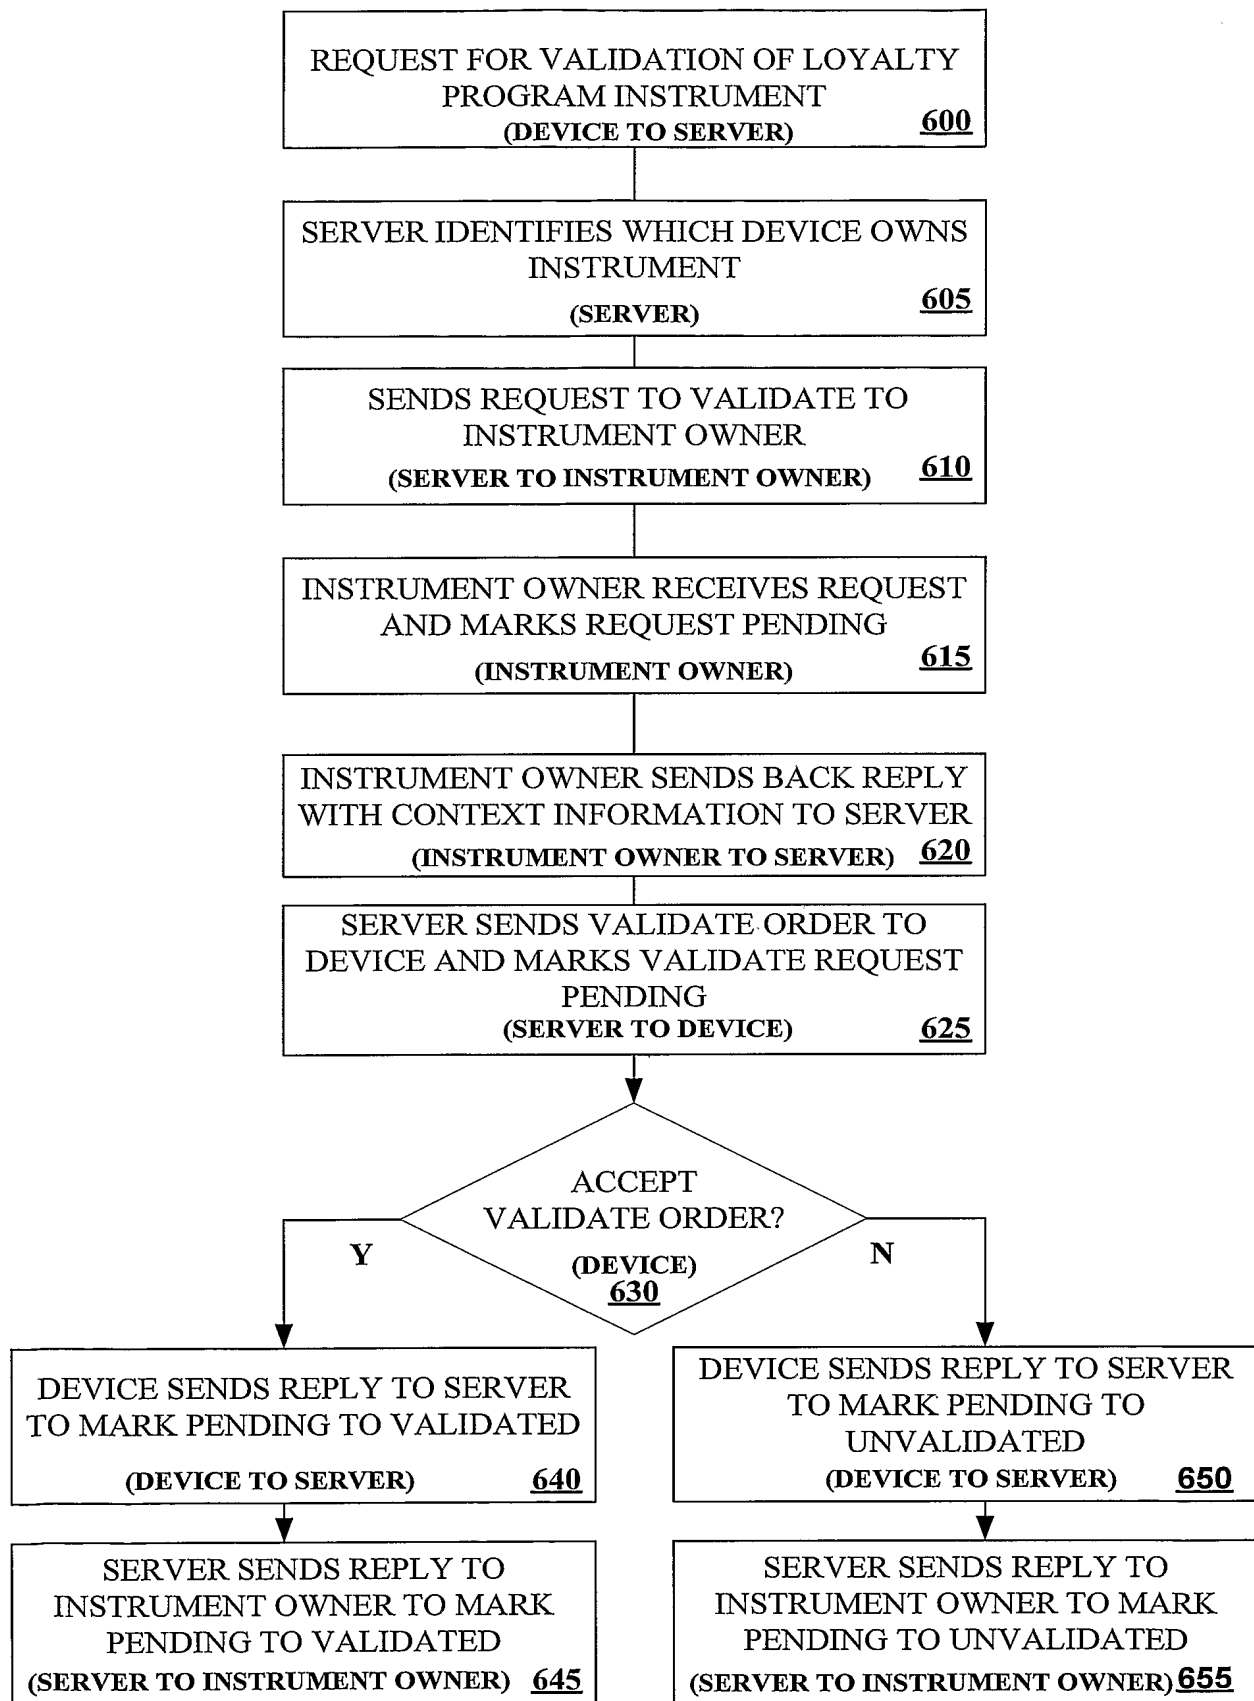 REQUEST FOR VALIDATION OF LOYALTY
PROGRAM INSTRUMENT
(DEVICE TO SERVER)
600
SERVER IDENTIFIES WHICH DEVICE OWNS
INSTRUMENT
(SERVER)
605
SENDS REQUEST TO VALIDATE TO
INSTRUMENT OWNER
(SERVER TO INSTRUMENT OWNER)
610
INSTRUMENT OWNER RECEIVES REQUEST
AND MARKS REQUEST PENDING
(INSTRUMENT OWNER)
615
INSTRUMENT OWNER SENDS BACK REPLY
WITH CONTEXT INFORMATION TO SERVER
(INSTRUMENT OWNER TO SERVER)
620
SERVER SENDS VALIDATE ORDER TO
DEVICE AND MARKS VALIDATE REQUEST
PENDING
(SERVER TO DEVICE)
625
ACCEPT
VALIDATE ORDER?
(DEVICE)
630
Y
N
DEVICE SENDS REPLY TO SERVER
TO MARK PENDING TO VALIDATED
(DEVICE TO SERVER)
640
DEVICE SENDS REPLY TO SERVER
TO MARK PENDING TO
UNVALIDATED
(DEVICE TO SERVER)
650
SERVER SENDS REPLY TO
INSTRUMENT OWNER TO MARK
PENDING TO VALIDATED
(SERVER TO INSTRUMENT OWNER)
645
SERVER SENDS REPLY TO
INSTRUMENT OWNER TO MARK
PENDING TO UNVALIDATED
(SERVER TO INSTRUMENT OWNER)
655